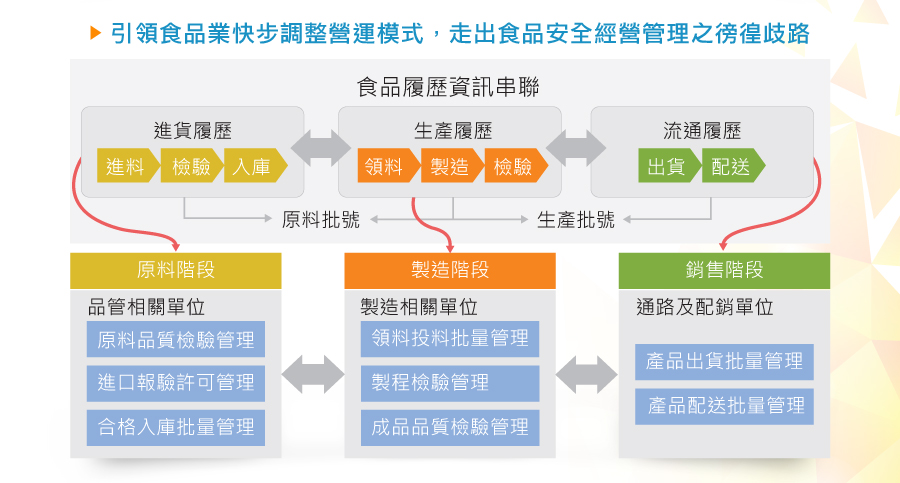 引領食品業快步調整營運模式，走出食品安全經營管理之徬徨歧路
食品履歷資訊串聯
進貨履歷
進料 檢驗 入庫
生產履歷
領料 製造 檢驗
流通履歷
出貨 配送
原料批號
生產批號
原料階段
品管相關單位
原料品質檢驗管理
進口報驗許可管理
合格入庫批量管理
製造階段
製造相關單位
領料投料批量管理
製程檢驗管理
成品品質檢驗管理
銷售階段
通路及配銷單位
產品出貨批量管理
產品配送批量管理